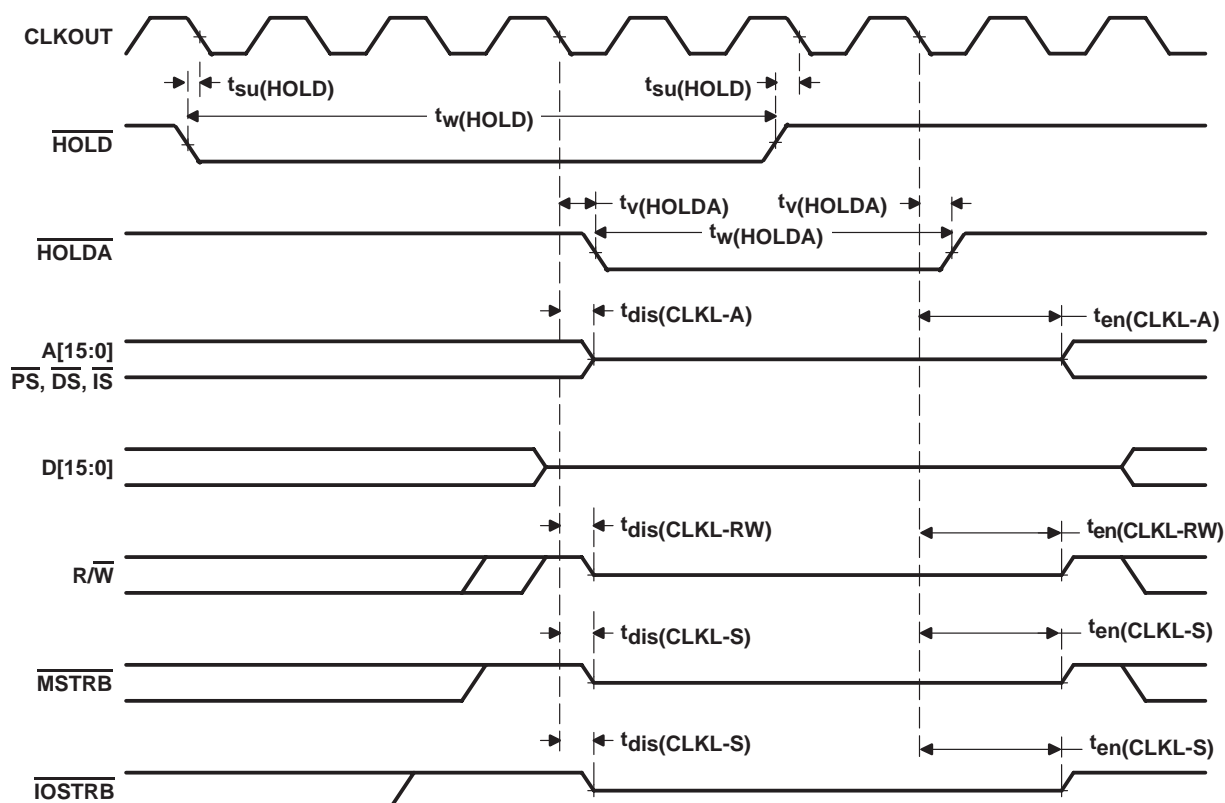 CLKOUT
tsu(HOLD) tsu(HOLD)
tw(HOLD)
HOLD
tv(HOLDA) tv(HOLDA)
tw(HOLDA)
HOLDA
tdis(CLKL-A) ten(CLKL-A)
A[15:0]
PS, DS, IS
D[15:0]
tdis(CLKL-RW) ten(CLKL-RW)
R/W
tdis(CLKL-S) ten(CLKL-S)
MSTRB
tdis(CLKL-S) ten(CLKL-S)
IOSTRB